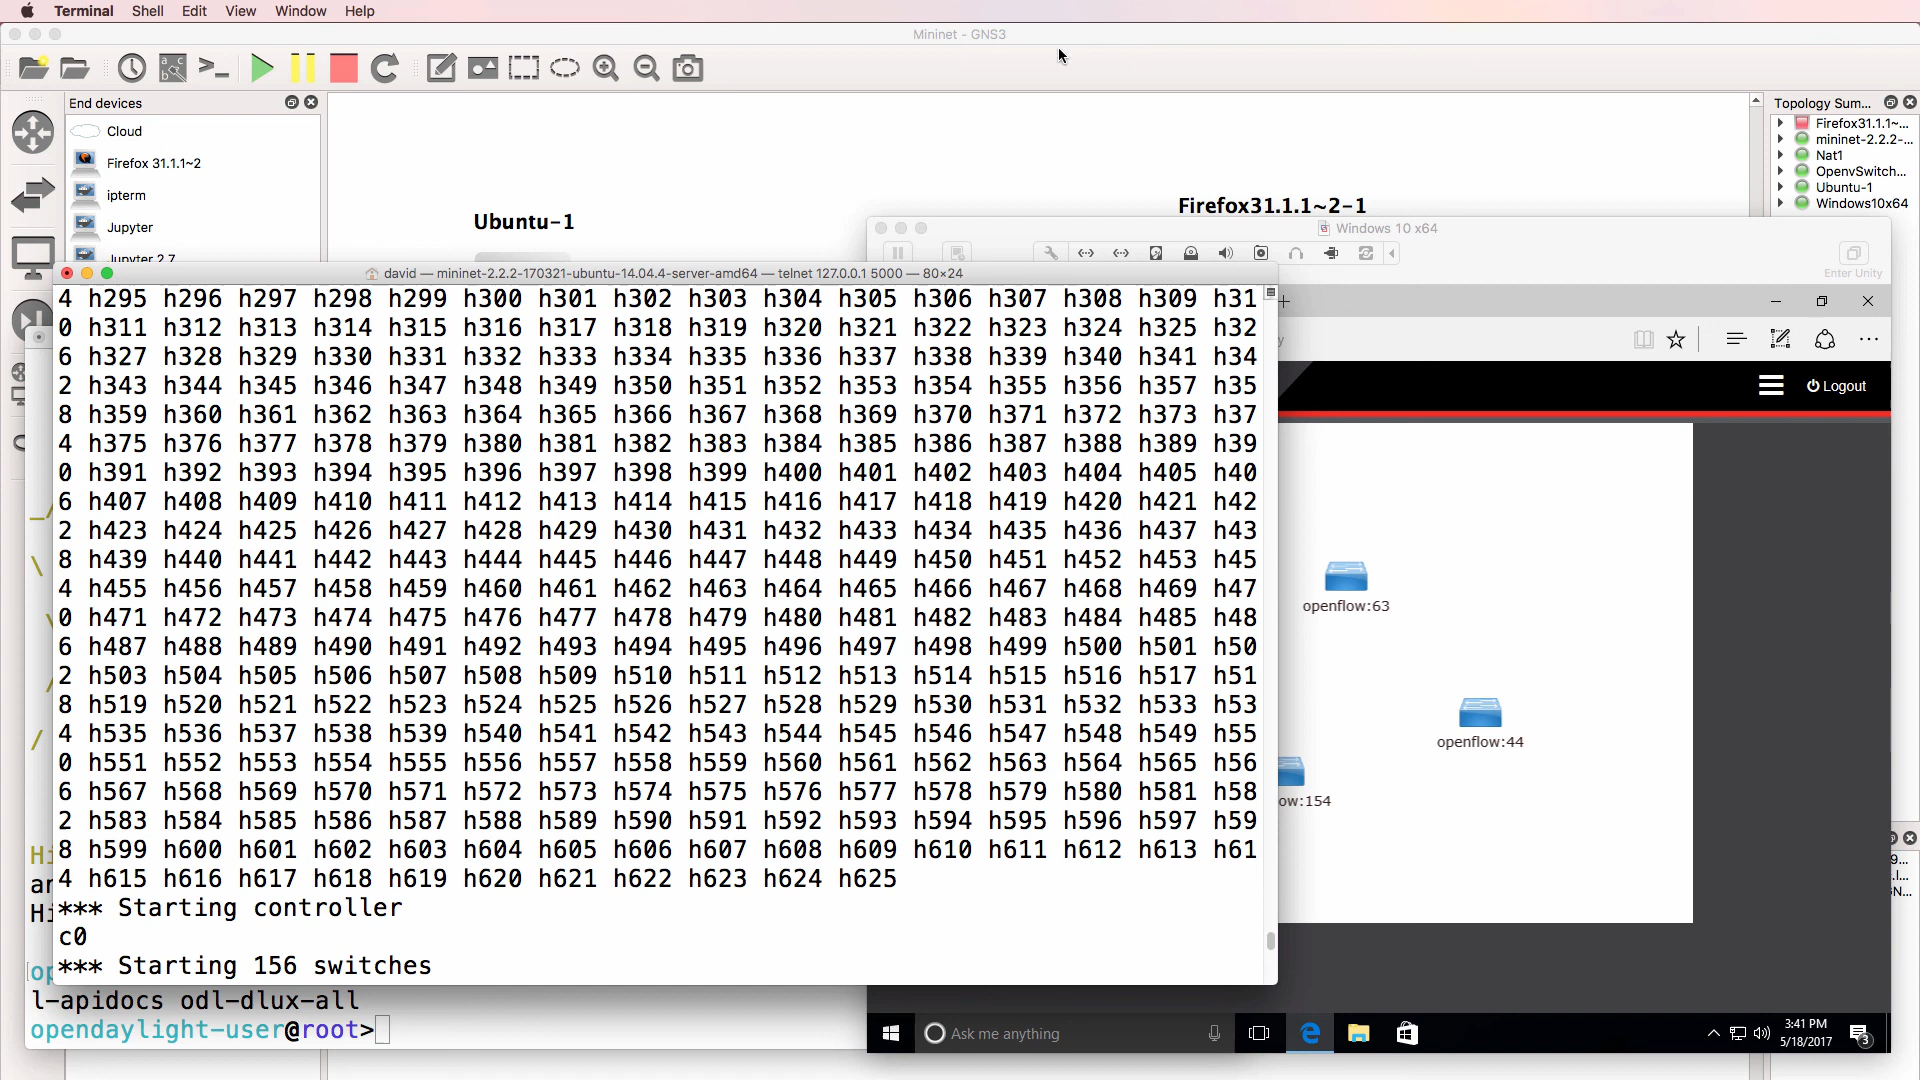 Terminal Shell Edit View Window Help
Mininet - GNS3
End devices
Cloud
Firefox 31.1.1~2
ipterm
Jupyter
Jupyter 2.7
Ubuntu-1
Firefox31.1.1~2-1
Topology Sum...
Firefox31.1.1~...
mininet-2.2.2-...
Nat1
OpenvSwitch...
Ubuntu-1
Windows10x64
Windows 10 x64
Enter Unity
david — mininet-2.2.2-170321-ubuntu-14.04.4-server-amd64 — telnet 127.0.0.1 5000 — 80×24
4 h295 h296 h297 h298 h299 h300 h301 h302 h303 h304 h305 h306 h307 h308 h309 h31
0 h311 h312 h313 h314 h315 h316 h317 h318 h319 h320 h321 h322 h323 h324 h325 h32
6 h327 h328 h329 h330 h331 h332 h333 h334 h335 h336 h337 h338 h339 h340 h341 h34
2 h343 h344 h345 h346 h347 h348 h349 h350 h351 h352 h353 h354 h355 h356 h357 h35
8 h359 h360 h361 h362 h363 h364 h365 h366 h367 h368 h369 h370 h371 h372 h373 h37
4 h375 h376 h377 h378 h379 h380 h381 h382 h383 h384 h385 h386 h387 h388 h389 h39
0 h391 h392 h393 h394 h395 h396 h397 h398 h399 h400 h401 h402 h403 h404 h405 h40
6 h407 h408 h409 h410 h411 h412 h413 h414 h415 h416 h417 h418 h419 h420 h421 h42
2 h423 h424 h425 h426 h427 h428 h429 h430 h431 h432 h433 h434 h435 h436 h437 h43
8 h439 h440 h441 h442 h443 h444 h445 h446 h447 h448 h449 h450 h451 h452 h453 h45
4 h455 h456 h457 h458 h459 h460 h461 h462 h463 h464 h465 h466 h467 h468 h469 h47
0 h471 h472 h473 h474 h475 h476 h477 h478 h479 h480 h481 h482 h483 h484 h485 h48
6 h487 h488 h489 h490 h491 h492 h493 h494 h495 h496 h497 h498 h499 h500 h501 h50
2 h503 h504 h505 h506 h507 h508 h509 h510 h511 h512 h513 h514 h515 h516 h517 h51
8 h519 h520 h521 h522 h523 h524 h525 h526 h527 h528 h529 h530 h531 h532 h533 h53
4 h535 h536 h537 h538 h539 h540 h541 h542 h543 h544 h545 h546 h547 h548 h549 h55
0 h551 h552 h553 h554 h555 h556 h557 h558 h559 h560 h561 h562 h563 h564 h565 h56
6 h567 h568 h569 h570 h571 h572 h573 h574 h575 h576 h577 h578 h579 h580 h581 h58
2 h583 h584 h585 h586 h587 h588 h589 h590 h591 h592 h593 h594 h595 h596 h597 h59
8 h599 h600 h601 h602 h603 h604 h605 h606 h607 h608 h609 h610 h611 h612 h613 h61
4 h615 h616 h617 h618 h619 h620 h621 h622 h623 h624 h625
*** Starting controller
c0
*** Starting 156 switches
Logout
openflow:63
openflow:44
ow:154
Hi
ar
Hi
op
l-apidocs odl-dlux-all
opendaylight-user@root>
Ask me anything
3:41 PM
5/18/2017
3